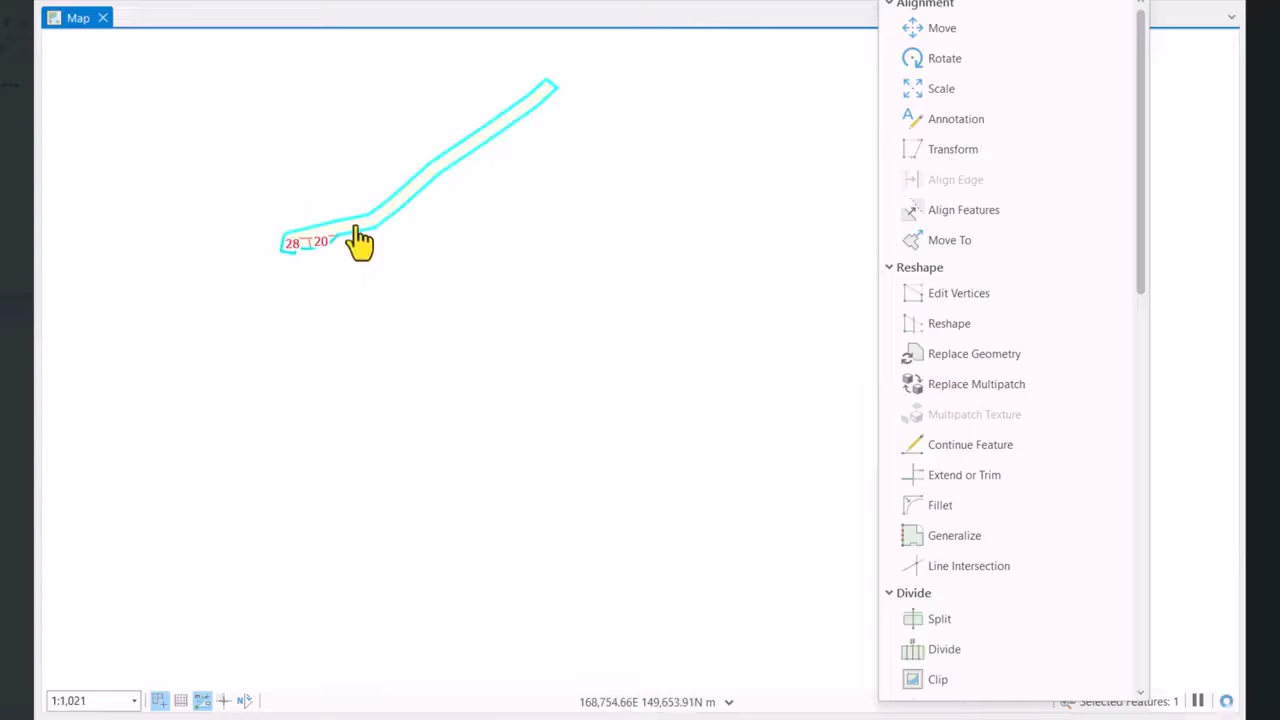 Map
Alignment
Move
Rotate
Scale
Annotation
Transform
Align Edge
Align Features
Move To
Reshape
Edit Vertices
Reshape
Replace Geometry
Replace Multipatch
Multipatch Texture
Continue Feature
Extend or Trim
Fillet
Generalize
Line Intersection
Divide
Split
Divide
Clip
28 20
1:1,021
168,754.66E 149,653.91N m
Selected Features: 1